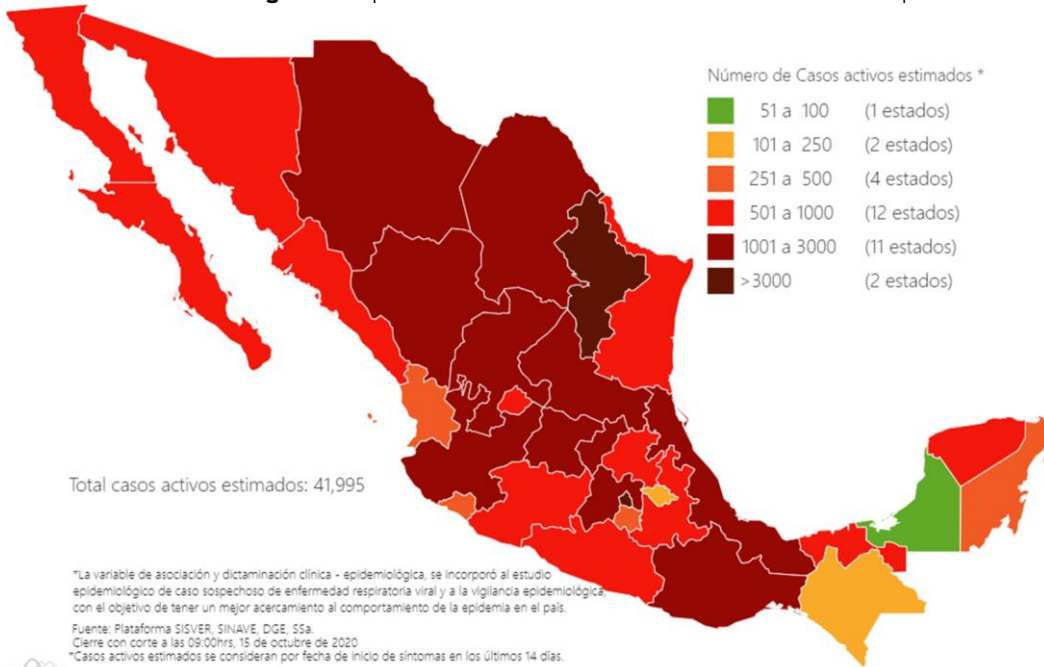 Número de Casos activos estimados *
51 a 100 (1 estados)
101 a 250 (2 estados)
251 a 500 (4 estados)
501 a 1000 (12 estados)
1001 a 3000 (11 estados)
>3000 (2 estados)
Total casos activos estimados: 41,995
*La variable de asociación y dictaminación clínica - epidemiológica, se incorporó al estudio
epidemiológico de caso sospechoso de enfermedad respiratoria viral y a la vigilancia epidemiológica,
con el objetivo de tener un mejor acercamiento al comportamiento de la epidemia en el país.
Fuente: Plataforma SISVER, SINAVE, DGE, SSa.
Cierre con corte a las 09:00hrs, 15 de octubre de 2020
*Casos activos estimados se consideran por fecha de inicio de síntomas en los últimos 14 días.